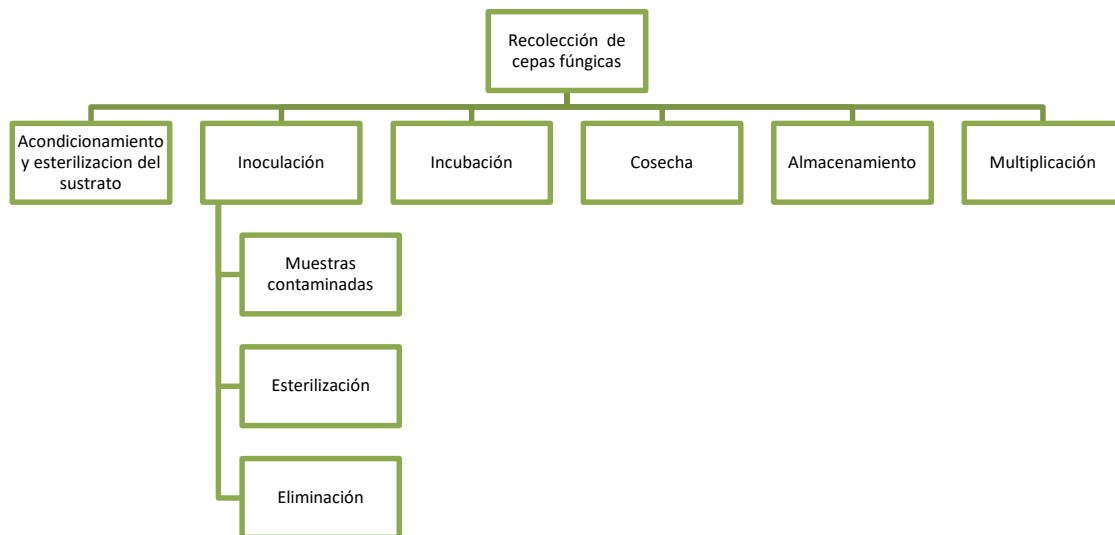 Recolección de
cepas fúngicas
Acondicionamiento
y esterilizacion del
sustrato
Inoculación
Incubación
Cosecha
Almacenamiento
Multiplicación
Muestras
contaminadas
Esterilización
Eliminación